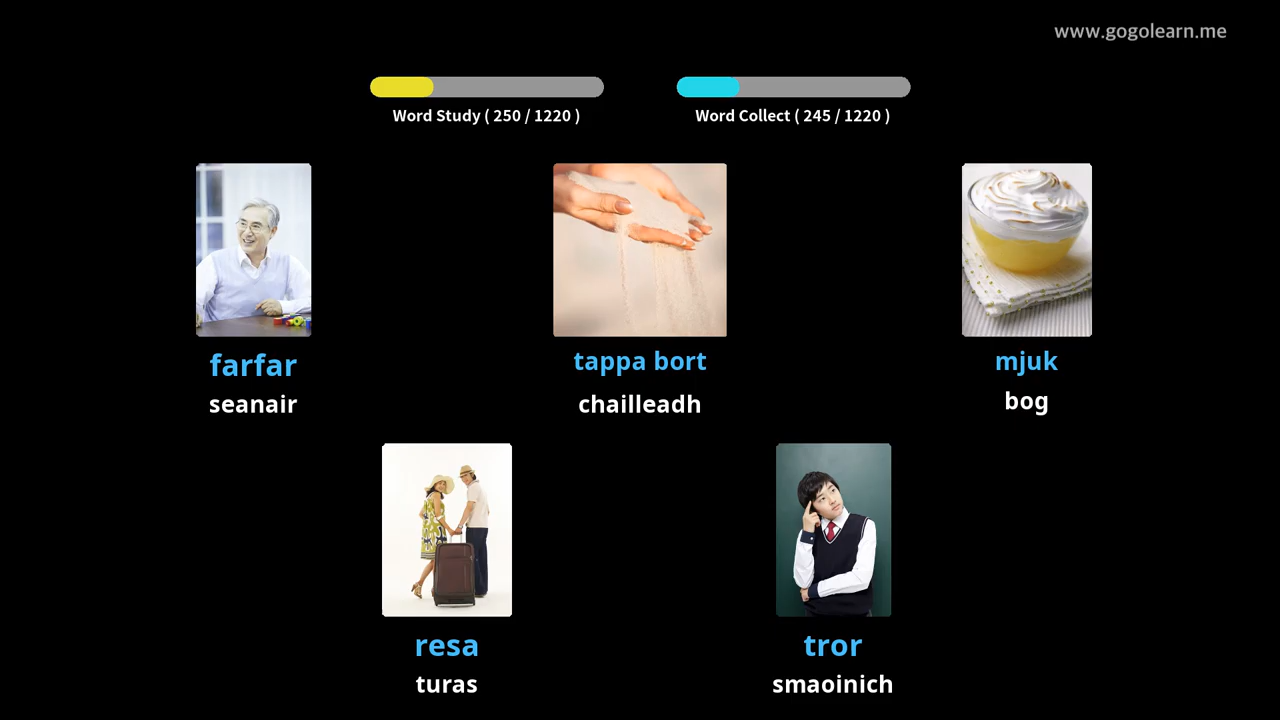 www.gogolearn.me
Word Study ( 250 / 1220 )
Word Collect ( 245 / 1220 )
farfar
seanair
tappa bort
chailleadh
mjuk
bog
resa
turas
tror
smaoinich